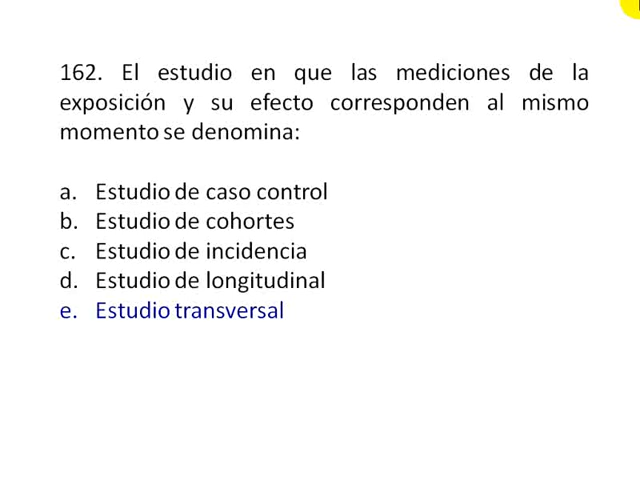 162. El estudio en que las mediciones de la
exposición y su efecto corresponden al mismo
momento se denomina:
a. Estudio de caso control
b. Estudio de cohortes
c. Estudio de incidencia
d. Estudio de longitudinal
e. Estudio transversal